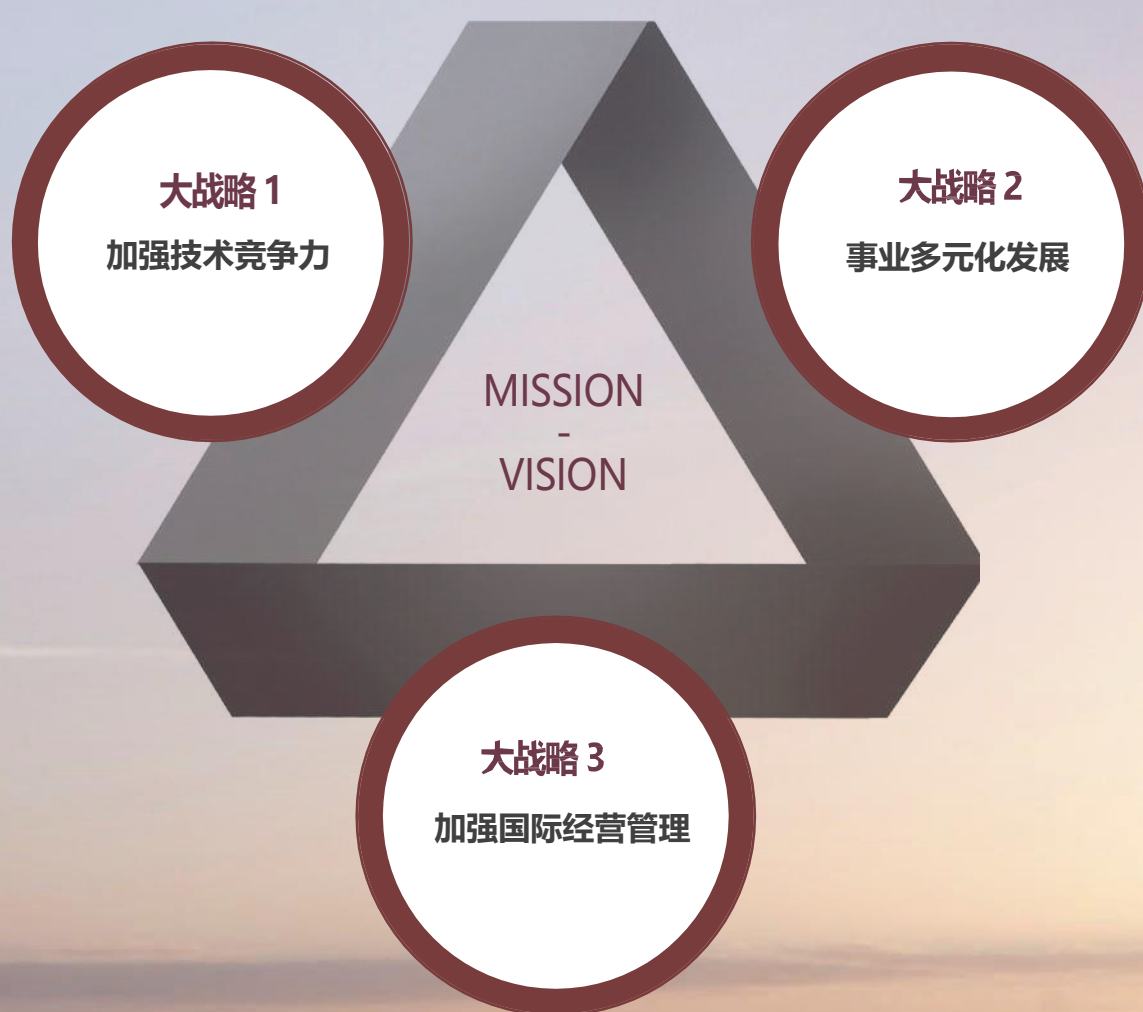 大战略 1
加强技术竞争力
大战略 2
事业多元化发展
MISSION
-
VISION
大战略 3
加强国际经营管理